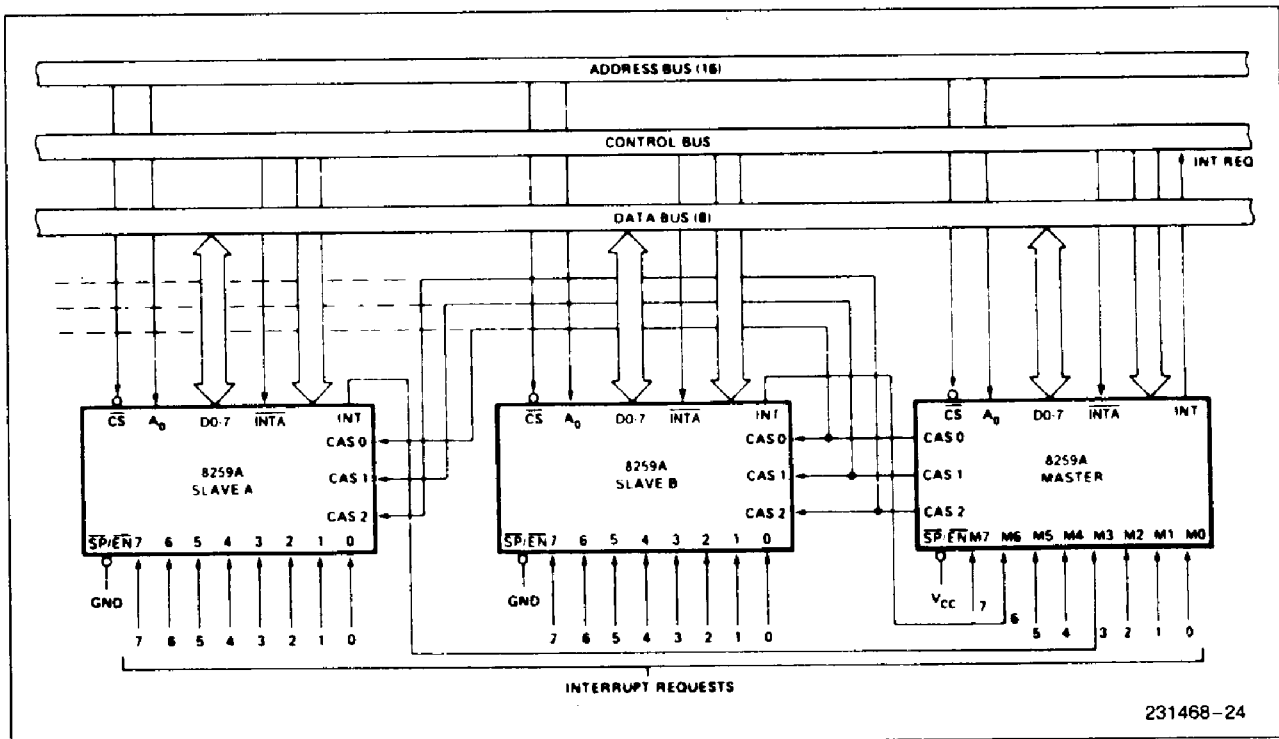 ADDRESS BUS (16)
CONTROL BUS
INT REQ
DATA BUS (8)
CS A0 D0-7 INTA INT
CAS 0
8259A
SLAVE A
CAS 1
CAS 2
SP/EN 7 6 5 4 3 2 1 0
GND
7 6 5 4 3 2 1 0
CS A0 D0-7 INTA INT
CAS 0
8259A
SLAVE B
CAS 1
CAS 2
SP/EN 7 6 5 4 3 2 1 0
GND
7 6 5 4 3 2 1 0
CS A0 D0-7 INTA INT
CAS 0
CAS 1
8259A
MASTER
CAS 2
SP/EN M7 M6 M5 M4 M3 M2 M1 M0
VCC
7 6 5 4 3 2 1 0
INTERRUPT REQUESTS
231468-24